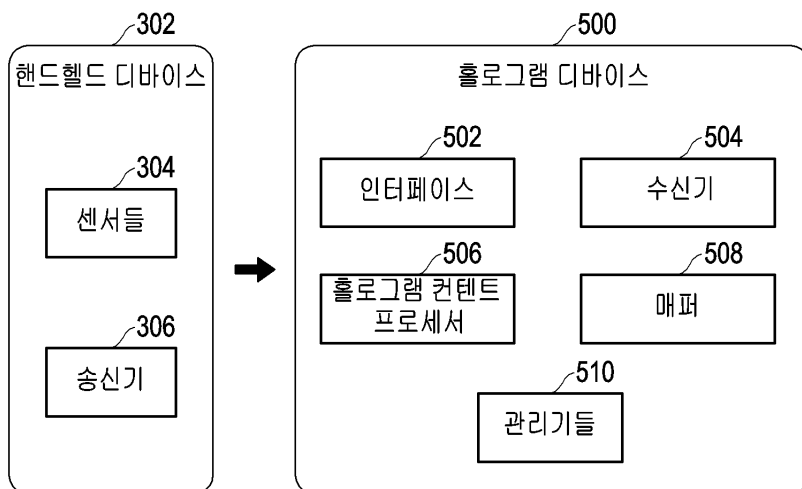 302
핸드헬드 디바이스
304
센서들
306
송신기
500
홀로그램 디바이스
502
인터페이스
504
수신기
506
홀로그램 컨텐트
프로세서
508
매퍼
510
관리기들